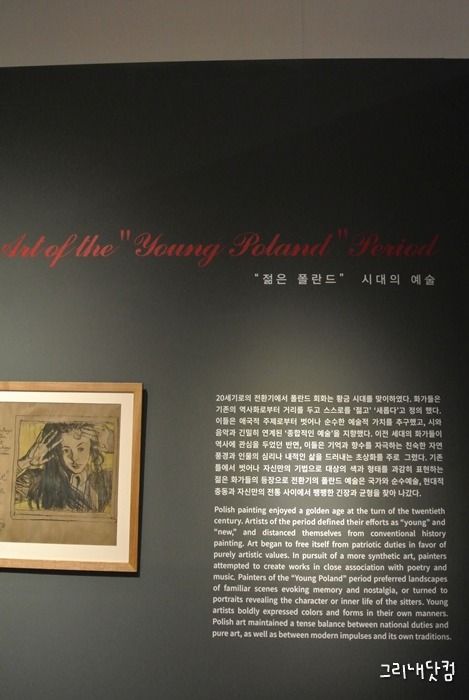 Art of the "Young Poland" Period
“젊은 폴란드” 시대의 예술
20세기로의 전환기에서 폴란드 회화는 황금 시대를 맞이하였다. 화가들은
기존의 역사화로부터 거리를 두고 스스로를 ‘젊고’ ‘새롭다’고 정의 했다.
이들은 애국적 주제로부터 벗어나 순수한 예술적 가치를 추구했고, 시와
음악과 긴밀히 연계된 ‘종합적인 예술’을 지향했다. 이전 세대의 화가들이
역사에 관심을 두었던 반면, 이들은 기억과 향수를 자극하는 친숙한 자연
풍경과 인물의 심리나 내적인 삶을 드러내는 초상화를 주로 그렸다. 기존
틀에서 벗어나 자신만의 기법으로 대상의 색과 형태를 과감히 표현하는
젊은 화가들의 등장으로 전환기의 폴란드 예술은 국가와 순수예술, 현대적
충동과 자신만의 전통 사이에서 팽팽한 긴장과 균형을 찾아 나갔다.
Polish painting enjoyed a golden age at the turn of the twentieth
century. Artists of the period defined their efforts as “young” and
“new,” and distanced themselves from conventional history
painting. Art began to free itself from patriotic duties in favor of
purely artistic values. In pursuit of a more synthetic art, painters
attempted to create works in close association with poetry and
music. Painters of the “Young Poland” period preferred landscapes
of familiar scenes evoking memory and nostalgia, or turned to
portraits revealing the character or inner life of the sitters. Young
artists boldly expressed colors and forms in their own manners.
Polish art maintained a tense balance between national duties and
pure art, as well as between modern impulses and its own traditions.
그리내닷컴